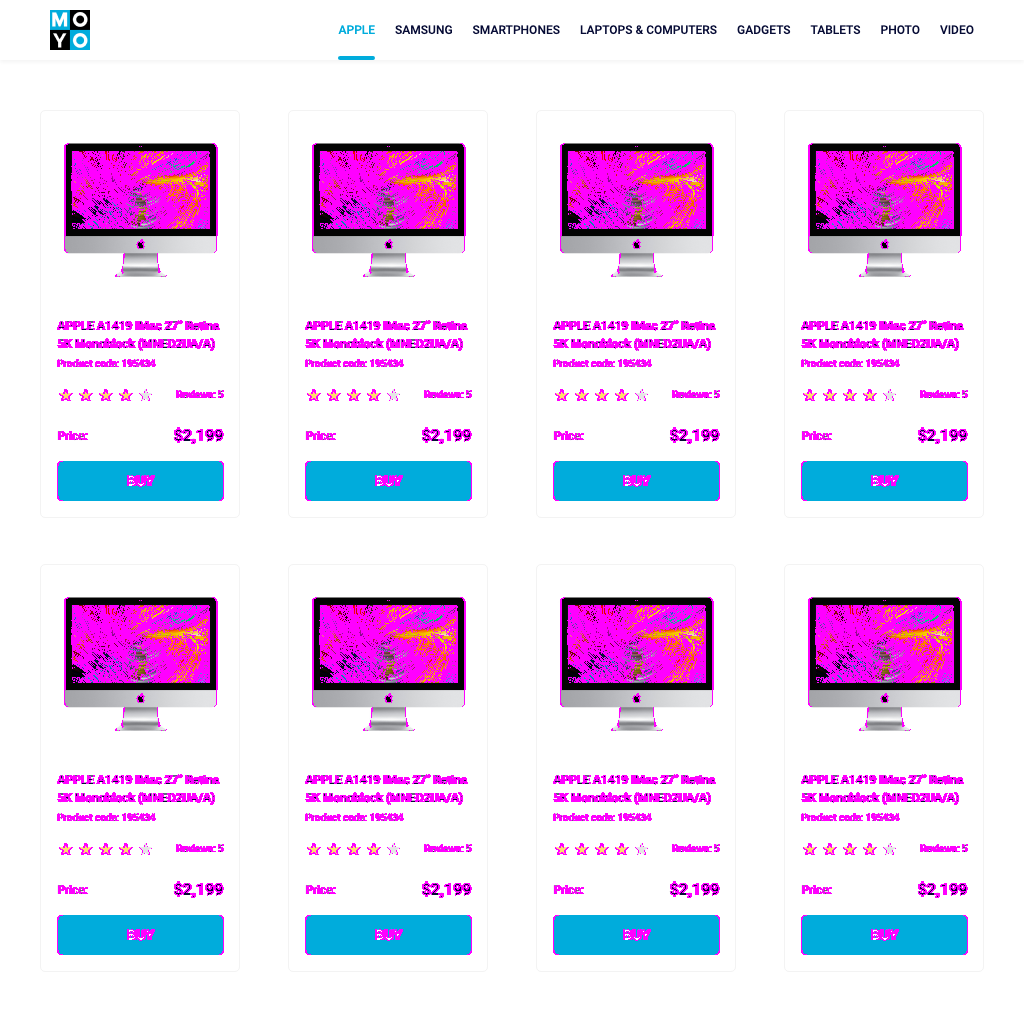 MO
YO
APPLE SAMSUNG SMARTPHONES LAPTOPS & COMPUTERS GADGETS TABLETS PHOTO VIDEO
APPLE A1419 iMac 27" Retina
5K Monoblock (MNED2UA/A)
Product code: 195434
Reviews: 5
Price: $2,199
BUY
APPLE A1419 iMac 27" Retina
5K Monoblock (MNED2UA/A)
Product code: 195434
Reviews: 5
Price: $2,199
BUY
APPLE A1419 iMac 27" Retina
5K Monoblock (MNED2UA/A)
Product code: 195434
Reviews: 5
Price: $2,199
BUY
APPLE A1419 iMac 27" Retina
5K Monoblock (MNED2UA/A)
Product code: 195434
Reviews: 5
Price: $2,199
BUY
APPLE A1419 iMac 27" Retina
5K Monoblock (MNED2UA/A)
Product code: 195434
Reviews: 5
Price: $2,199
BUY
APPLE A1419 iMac 27" Retina
5K Monoblock (MNED2UA/A)
Product code: 195434
Reviews: 5
Price: $2,199
BUY
APPLE A1419 iMac 27" Retina
5K Monoblock (MNED2UA/A)
Product code: 195434
Reviews: 5
Price: $2,199
BUY
APPLE A1419 iMac 27" Retina
5K Monoblock (MNED2UA/A)
Product code: 195434
Reviews: 5
Price: $2,199
BUY